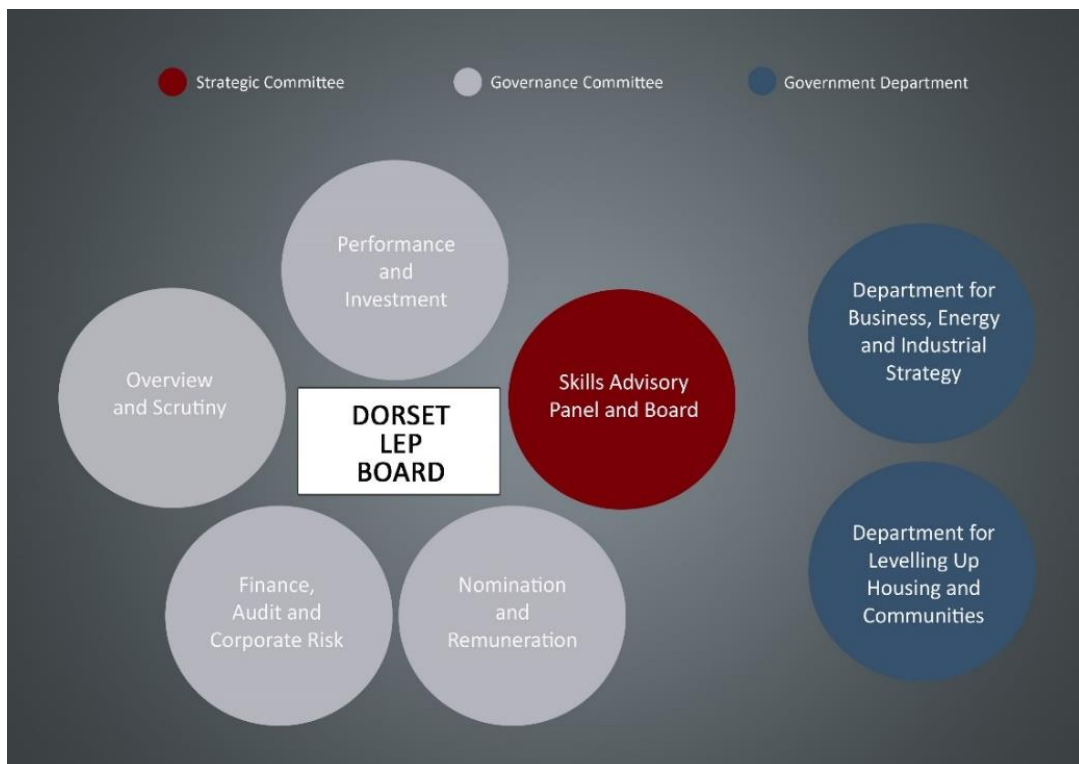 Strategic Committee
Governance Committee
Government Department
Performance
and
Investment
Overview
and Scrutiny
DORSET
LEP
BOARD
Skills Advisory
Panel and Board
Finance,
Audit and
Corporate Risk
Nomination
and
Remuneration
Department for
Business, Energy
and Industrial
Strategy
Department for
Levelling Up
Housing and
Communities